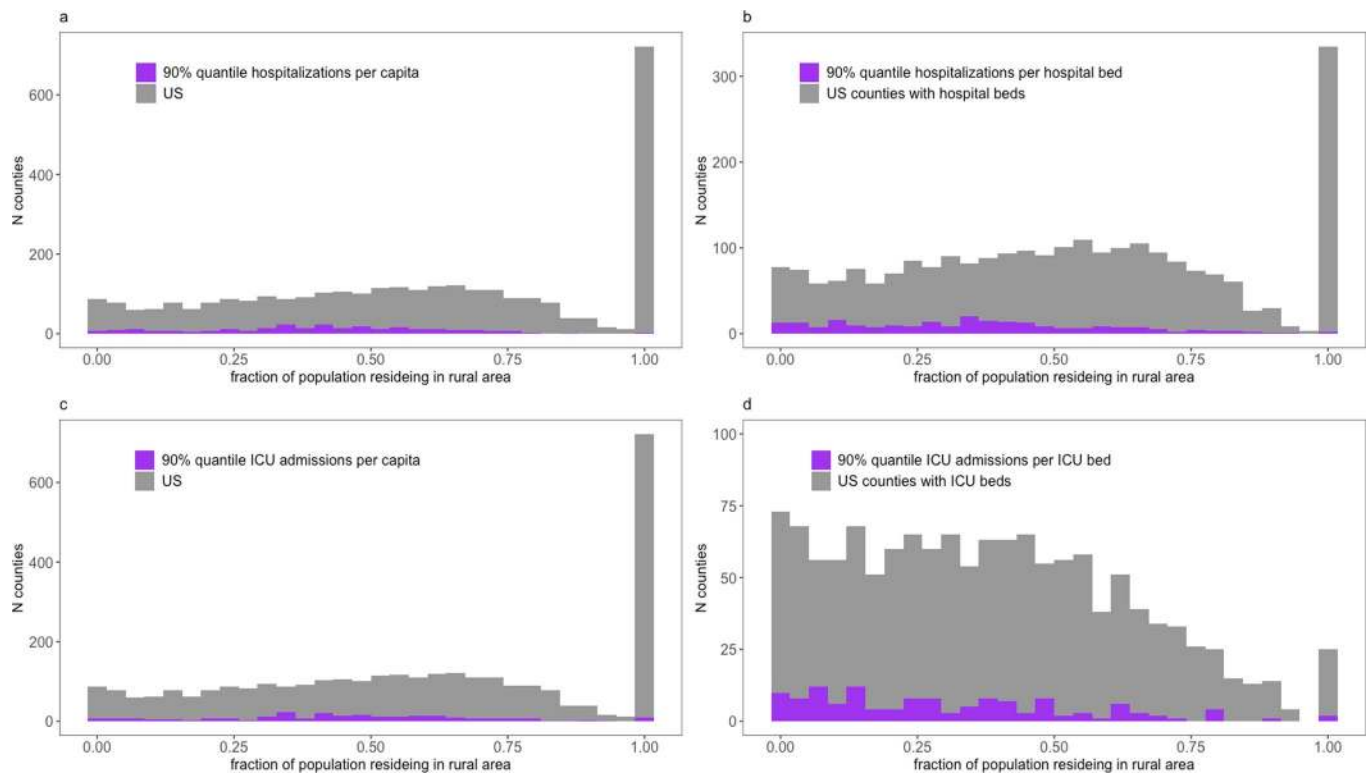 a
90% quantile hospitalizations per capita
US
600
400
200
0
N counties
0.00 0.25 0.50 0.75 1.00
fraction of population resideing in rural area
b
90% quantile hospitalizations per hospital bed
US counties with hospital beds
300
200
100
0
N counties
0.00 0.25 0.50 0.75 1.00
fraction of population resideing in rural area
c
90% quantile ICU admissions per capita
US
600
400
200
0
N counties
0.00 0.25 0.50 0.75 1.00
fraction of population resideing in rural area
d
90% quantile ICU admissions per ICU bed
US counties with ICU beds
100
75
50
25
0
N counties
0.00 0.25 0.50 0.75 1.00
fraction of population resideing in rural area